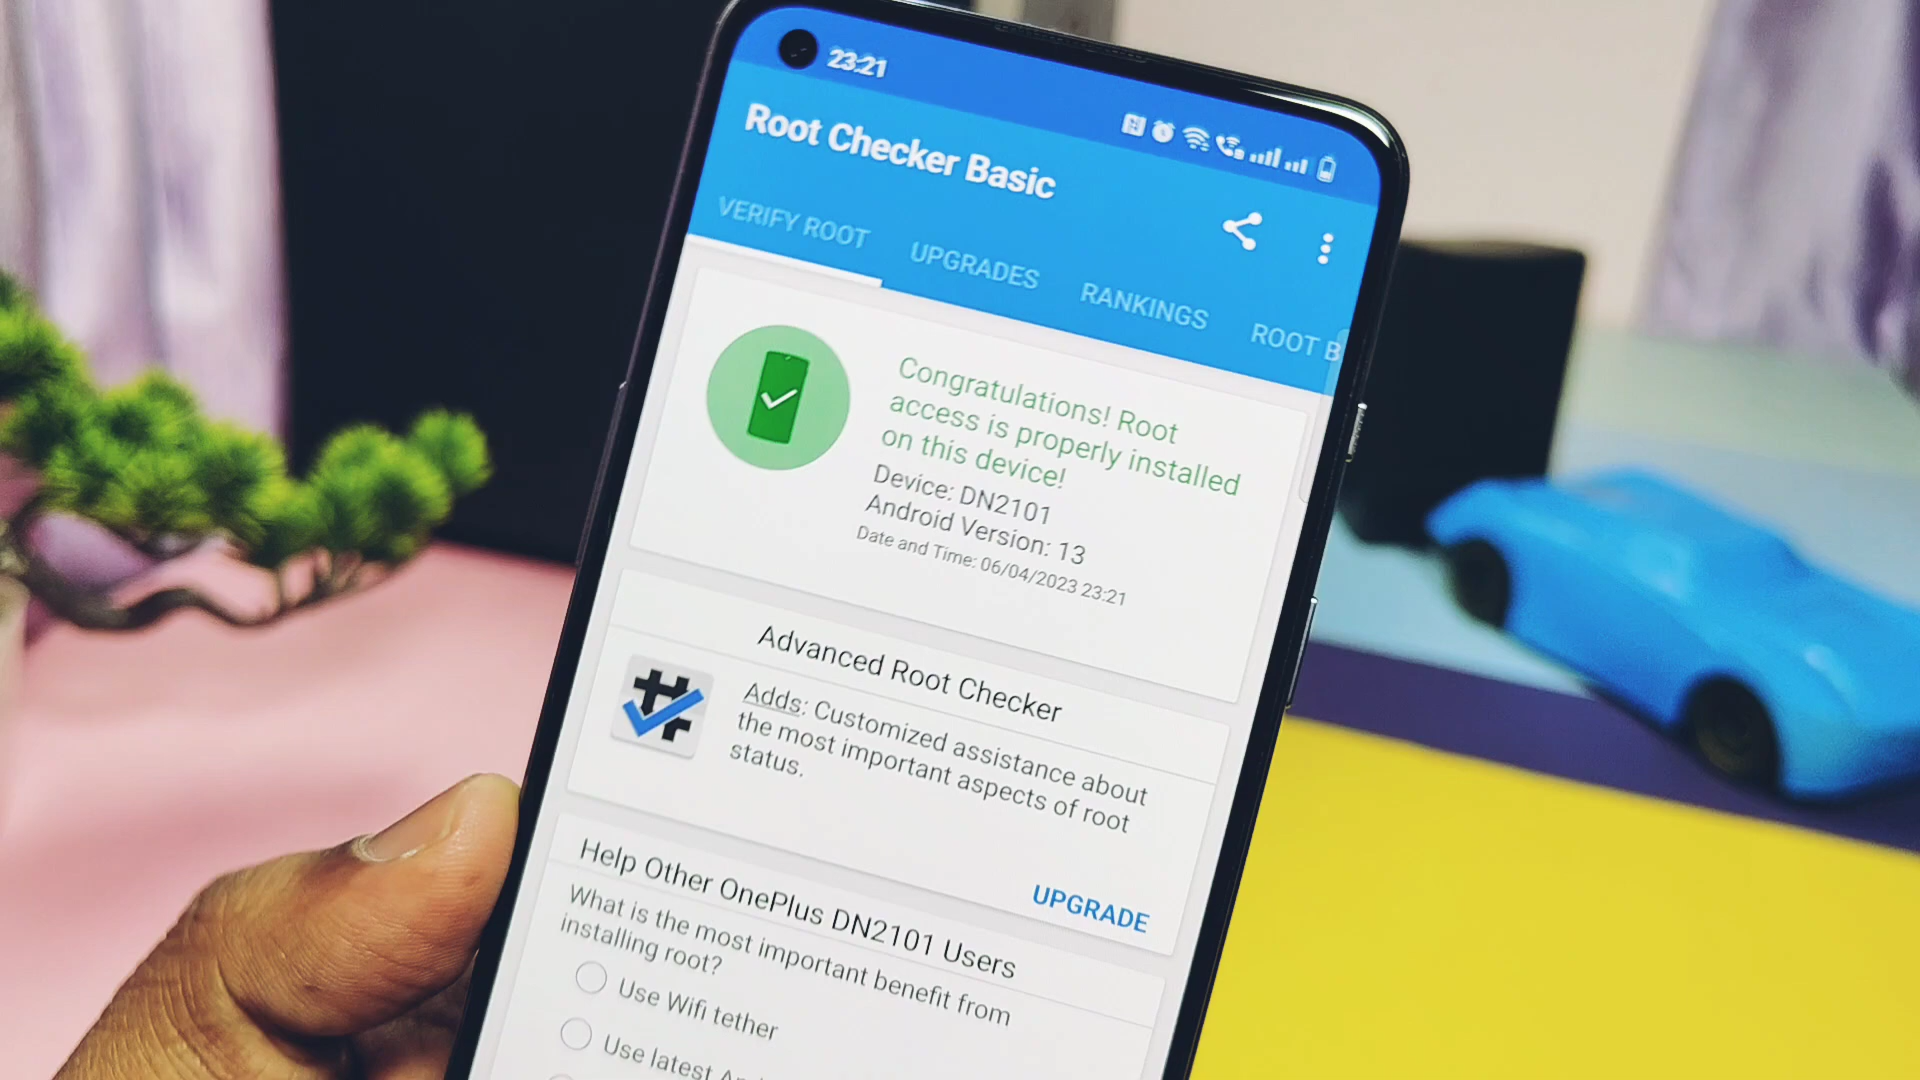 23:21
Root Checker Basic
VERIFY ROOT UPGRADES RANKINGS ROOT B
Congratulations! Root
access is properly installed
on this device!
Device: DN2101
Android Version: 13
Date and Time: 06/04/2023 23:21
Advanced Root Checker
Adds: Customized assistance about
the most important aspects of root
status.
UPGRADE
Help Other OnePlus DN2101 Users
What is the most important benefit from
installing root?
Use Wifi tether
Use latest